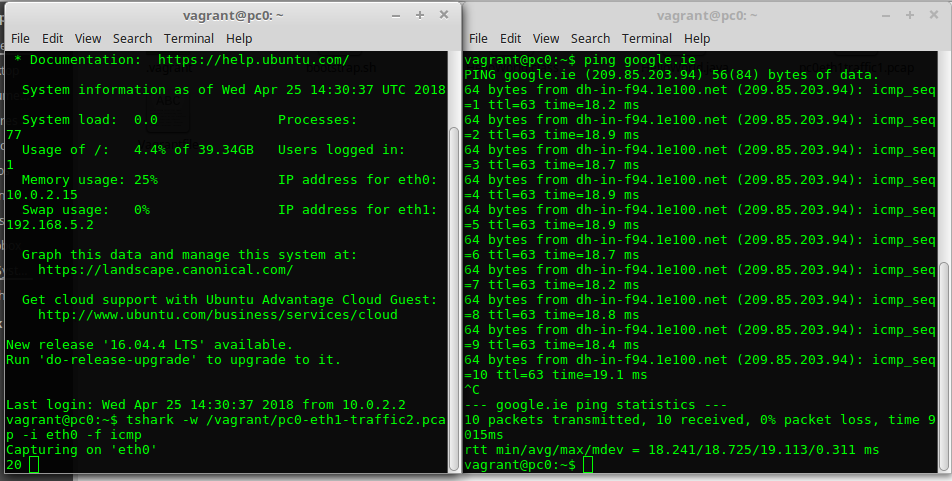 vagrant@pc0: ~
File Edit View Search Terminal Help
* Documentation: https://help.ubuntu.com/
System information as of Wed Apr 25 14:30:37 UTC 2018
System load: 0.0 Processes:
77
Usage of /: 4.4% of 39.34GB Users logged in:
1
Memory usage: 25% IP address for eth0:
10.0.2.15
Swap usage: 0% IP address for eth1:
192.168.5.2
Graph this data and manage this system at:
https://landscape.canonical.com/
Get cloud support with Ubuntu Advantage Cloud Guest:
http://www.ubuntu.com/business/services/cloud
New release '16.04.4 LTS' available.
Run 'do-release-upgrade' to upgrade to it.
Last login: Wed Apr 25 14:30:37 2018 from 10.0.2.2
vagrant@pc0:~$ tshark -w /vagrant/pc0-eth1-traffic2.pca
p -i eth0 -f icmp
Capturing on 'eth0'
20
vagrant@pc0: ~
File Edit View Search Terminal Help
vagrant@pc0:~$ ping google.ie
PING google.ie (209.85.203.94) 56(84) bytes of data.
64 bytes from dh-in-f94.1e100.net (209.85.203.94): icmp_seq
=1 ttl=63 time=18.2 ms
64 bytes from dh-in-f94.1e100.net (209.85.203.94): icmp_seq
=2 ttl=63 time=18.9 ms
64 bytes from dh-in-f94.1e100.net (209.85.203.94): icmp_seq
=3 ttl=63 time=18.7 ms
64 bytes from dh-in-f94.1e100.net (209.85.203.94): icmp_seq
=4 ttl=63 time=18.9 ms
64 bytes from dh-in-f94.1e100.net (209.85.203.94): icmp_seq
=5 ttl=63 time=18.9 ms
64 bytes from dh-in-f94.1e100.net (209.85.203.94): icmp_seq
=6 ttl=63 time=18.7 ms
64 bytes from dh-in-f94.1e100.net (209.85.203.94): icmp_seq
=7 ttl=63 time=18.2 ms
64 bytes from dh-in-f94.1e100.net (209.85.203.94): icmp_seq
=8 ttl=63 time=18.8 ms
64 bytes from dh-in-f94.1e100.net (209.85.203.94): icmp_seq
=9 ttl=63 time=18.4 ms
64 bytes from dh-in-f94.1e100.net (209.85.203.94): icmp_seq
=10 ttl=63 time=19.1 ms
^C
--- google.ie ping statistics ---
10 packets transmitted, 10 received, 0% packet loss, time 9
015ms
rtt min/avg/max/mdev = 18.241/18.725/19.113/0.311 ms
vagrant@pc0:~$